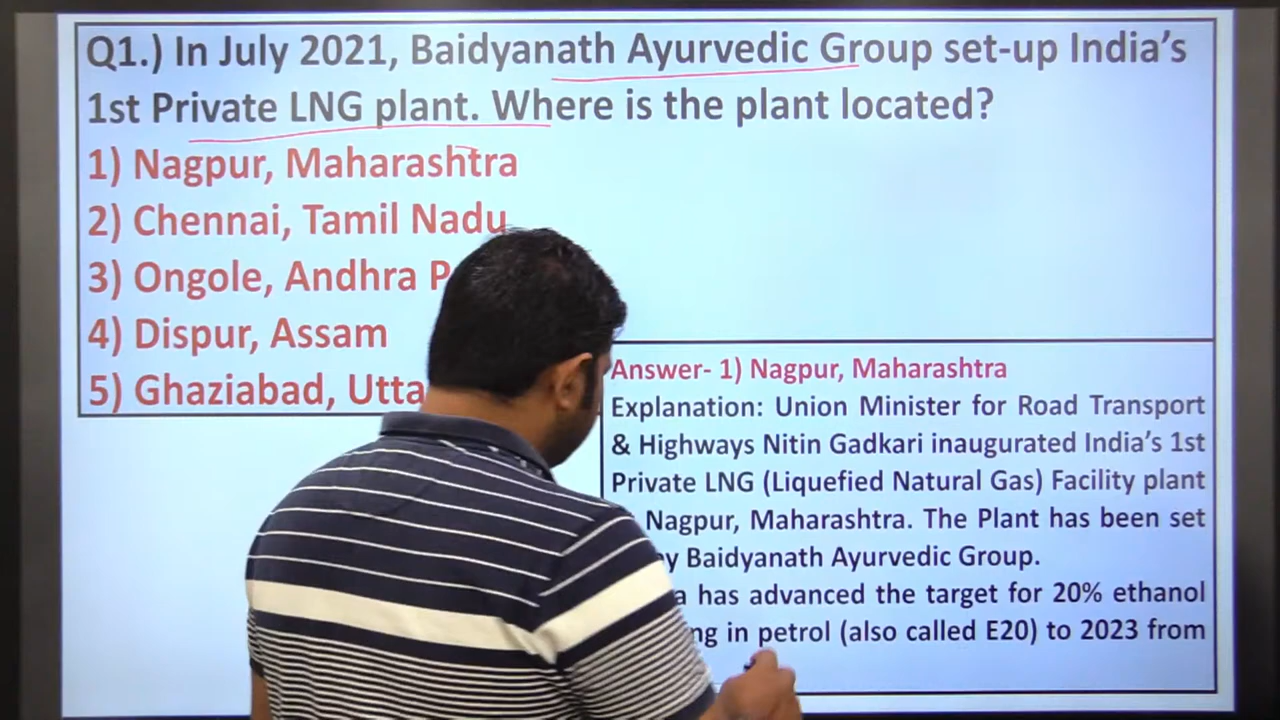 Q1.) In July 2021, Baidyanath Ayurvedic Group set-up India's
1st Private LNG plant. Where is the plant located?
1) Nagpur, Maharashtra
2) Chennai, Tamil Nadu
3) Ongole, Andhra
4) Dispur, Assam
5) Ghaziabad,
Answer- 1) Nagpur, Maharashtra
Explanation: Union Minister for Road Transport
& Highways Nitin Gadkari inaugurated India's 1st
Private LNG (Liquefied Natural Gas) Facility plant
Nagpur, Maharashtra. The Plant has been set
Baidyanath Ayurvedic Group.
has advanced the target for 20% ethanol
in petrol (also called E20) to 2023 from